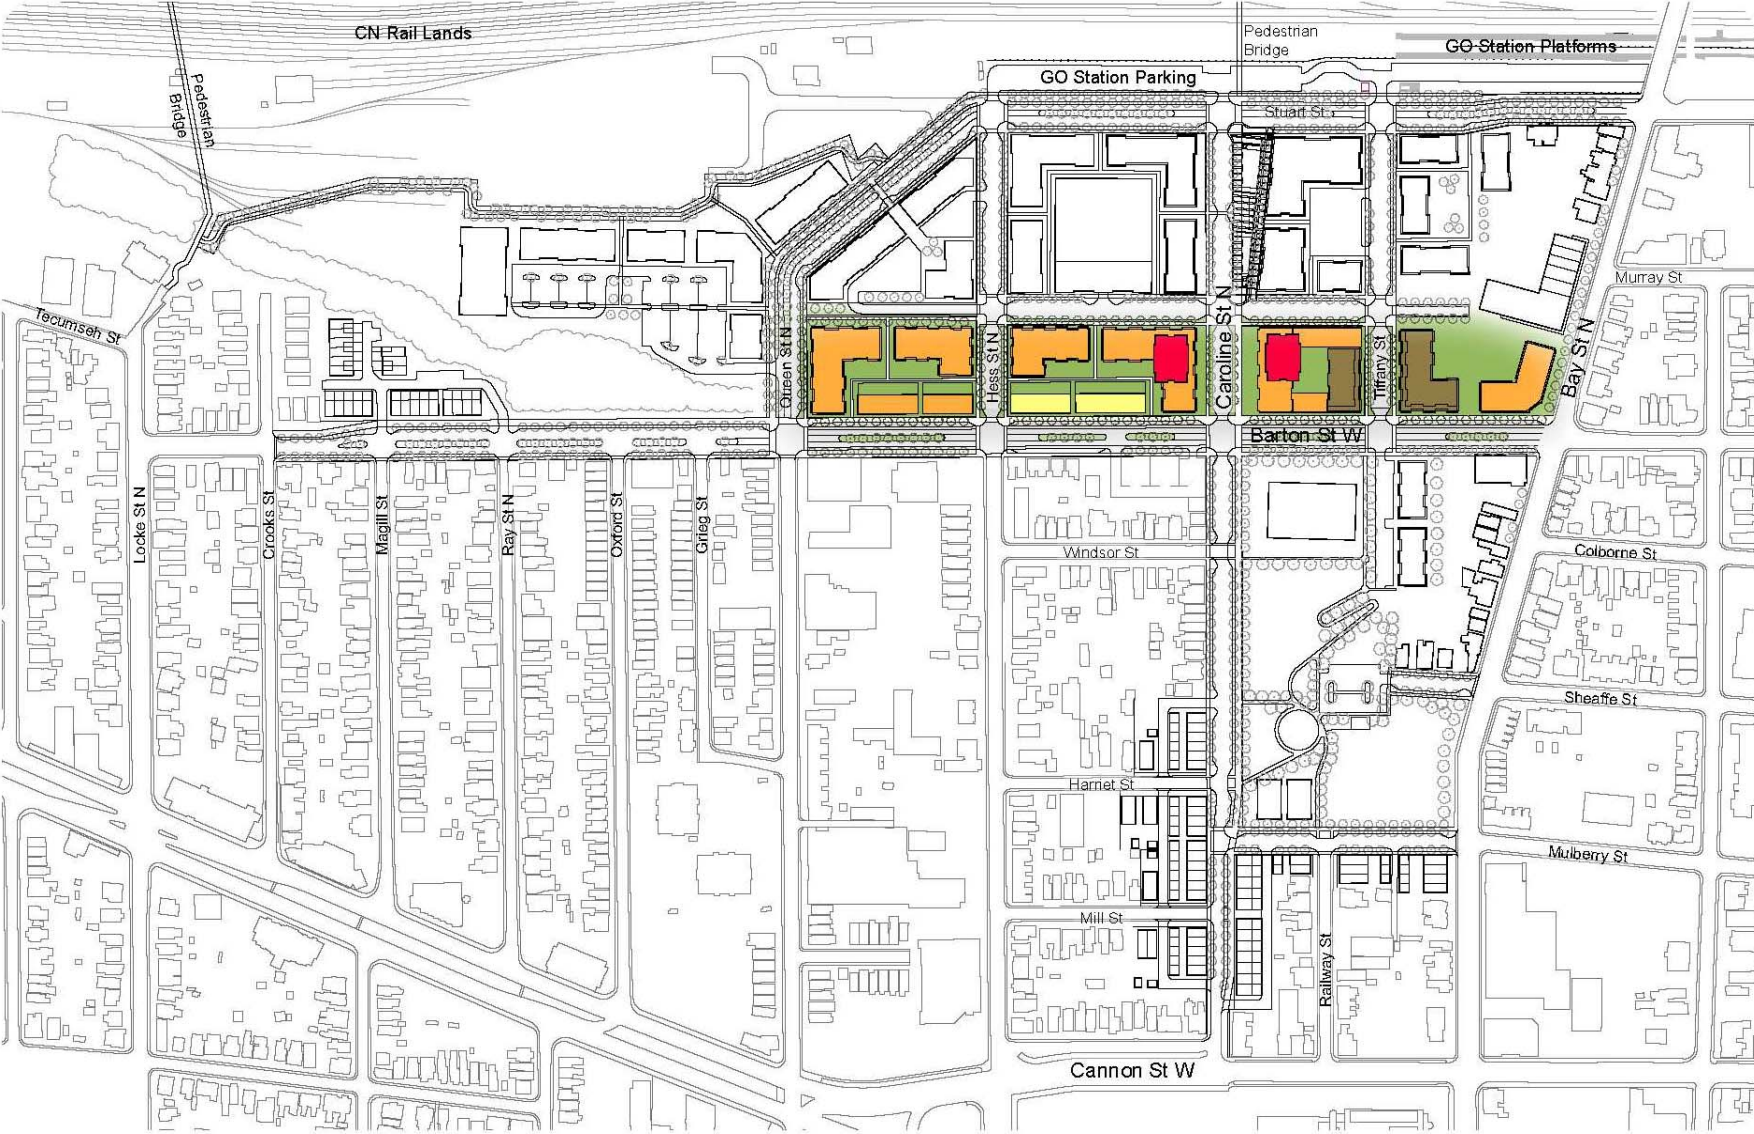 CN Rail Lands
Pedestrian
Bridge
GO Station Platforms
GO Station Parking
Pedestrian
Bridge
Stuart St
Murray St
Tecumseh St
Queen St N
Hess St N
Caroline St N
Tiffany St
Bay St N
Barton St W
Locke St N
Crooks St
Magill St
Ray St N
Oxford St
Grieg St
Windsor St
Colborne St
Sheaffe St
Harriet St
Mulberry St
Mill St
Railway St
Cannon St W